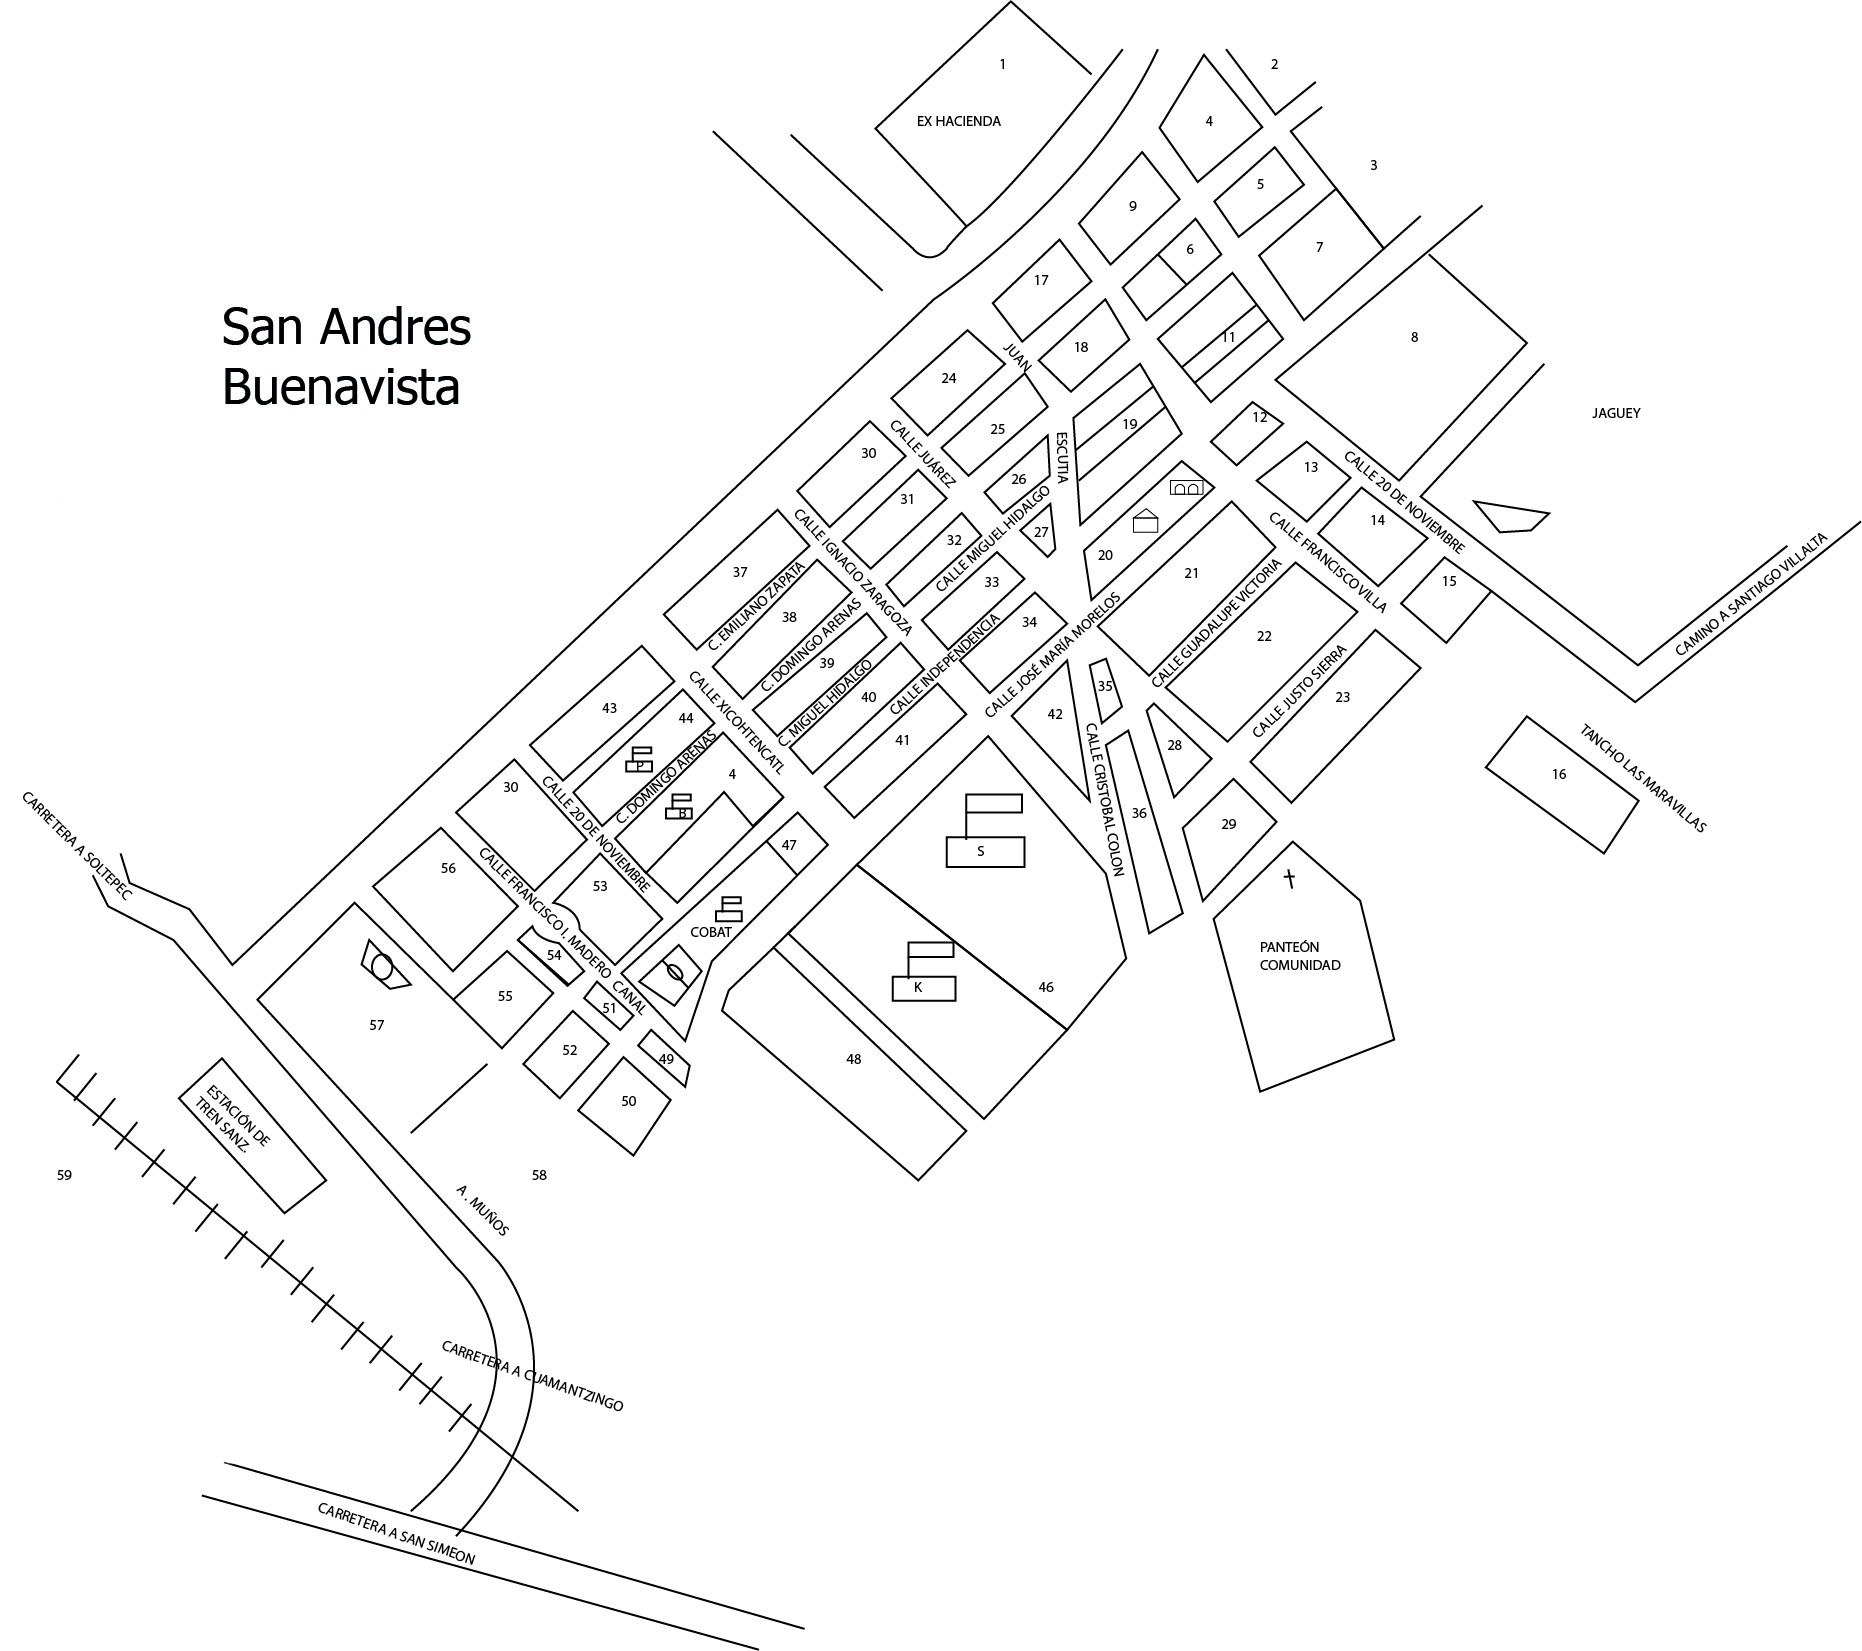 San Andres
Buenavista
1
EX HACIENDA
2
3
4
5
6
7
8
9
11
12
13
14
15
16
17
18
19
20
21
22
23
24
25
26
27
28
29
30
31
32
33
34
35
36
37
38
39
40
41
42
43
44
4
46
47
48
49
50
51
52
53
54
55
56
57
58
59
30
JAGUEY
JUAN
ESCUTIA
CALLE JUÁREZ
CALLE IGNACIO ZARAGOZA
CALLE MIGUEL HIDALGO
C. EMILIANO ZAPATA
C. DOMINGO ARENAS
C. MIGUEL HIDALGO
CALLE INDEPENDENCIA
CALLE JOSÉ MARÍA MORELOS
CALLE GUADALUPE VICTORIA
CALLE JUSTO SIERRA
CALLE FRANCISCO VILLA
CALLE 20 DE NOVIEMBRE
CAMINO A SANTIAGO VILLALTA
TANCHO LAS MARAVILLAS
CALLE CRISTOBAL COLON
CALLE XICOHTENCATL
C. DOMINGO ARENAS
CALLE 20 DE NOVIEMBRE
CALLE FRANCISCO I. MADERO
CANAL
P
B
S
K
COBAT
PANTEÓN
COMUNIDAD
CARRETERA A SOLTEPEC
ESTACIÓN DE
TREN SANZ.
A . MUÑOS
CARRETERA A CUAMANTZINGO
CARRETERA A SAN SIMEON